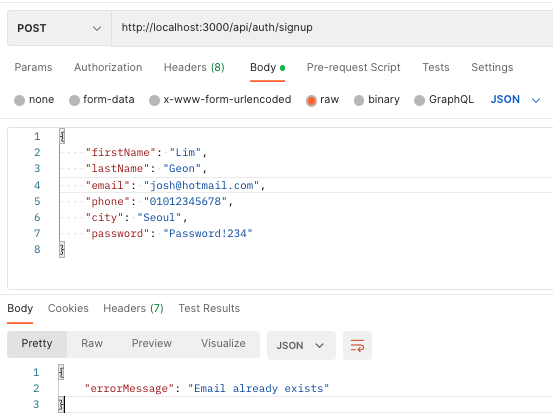 POST http://localhost:3000/api/auth/signup
Params Authorization Headers (8) Body Pre-request Script Tests Settings
none form-data x-www-form-urlencoded raw binary GraphQL JSON
1 {
2 "firstName": "Lim",
3 "lastName": "Geon",
4 "email": "josh@hotmail.com",
5 "phone": "01012345678",
6 "city": "Seoul",
7 "password": "Password!234"
8 }
Body Cookies Headers (7) Test Results
Pretty Raw Preview Visualize JSON
1 {
2 "errorMessage": "Email already exists"
3 }